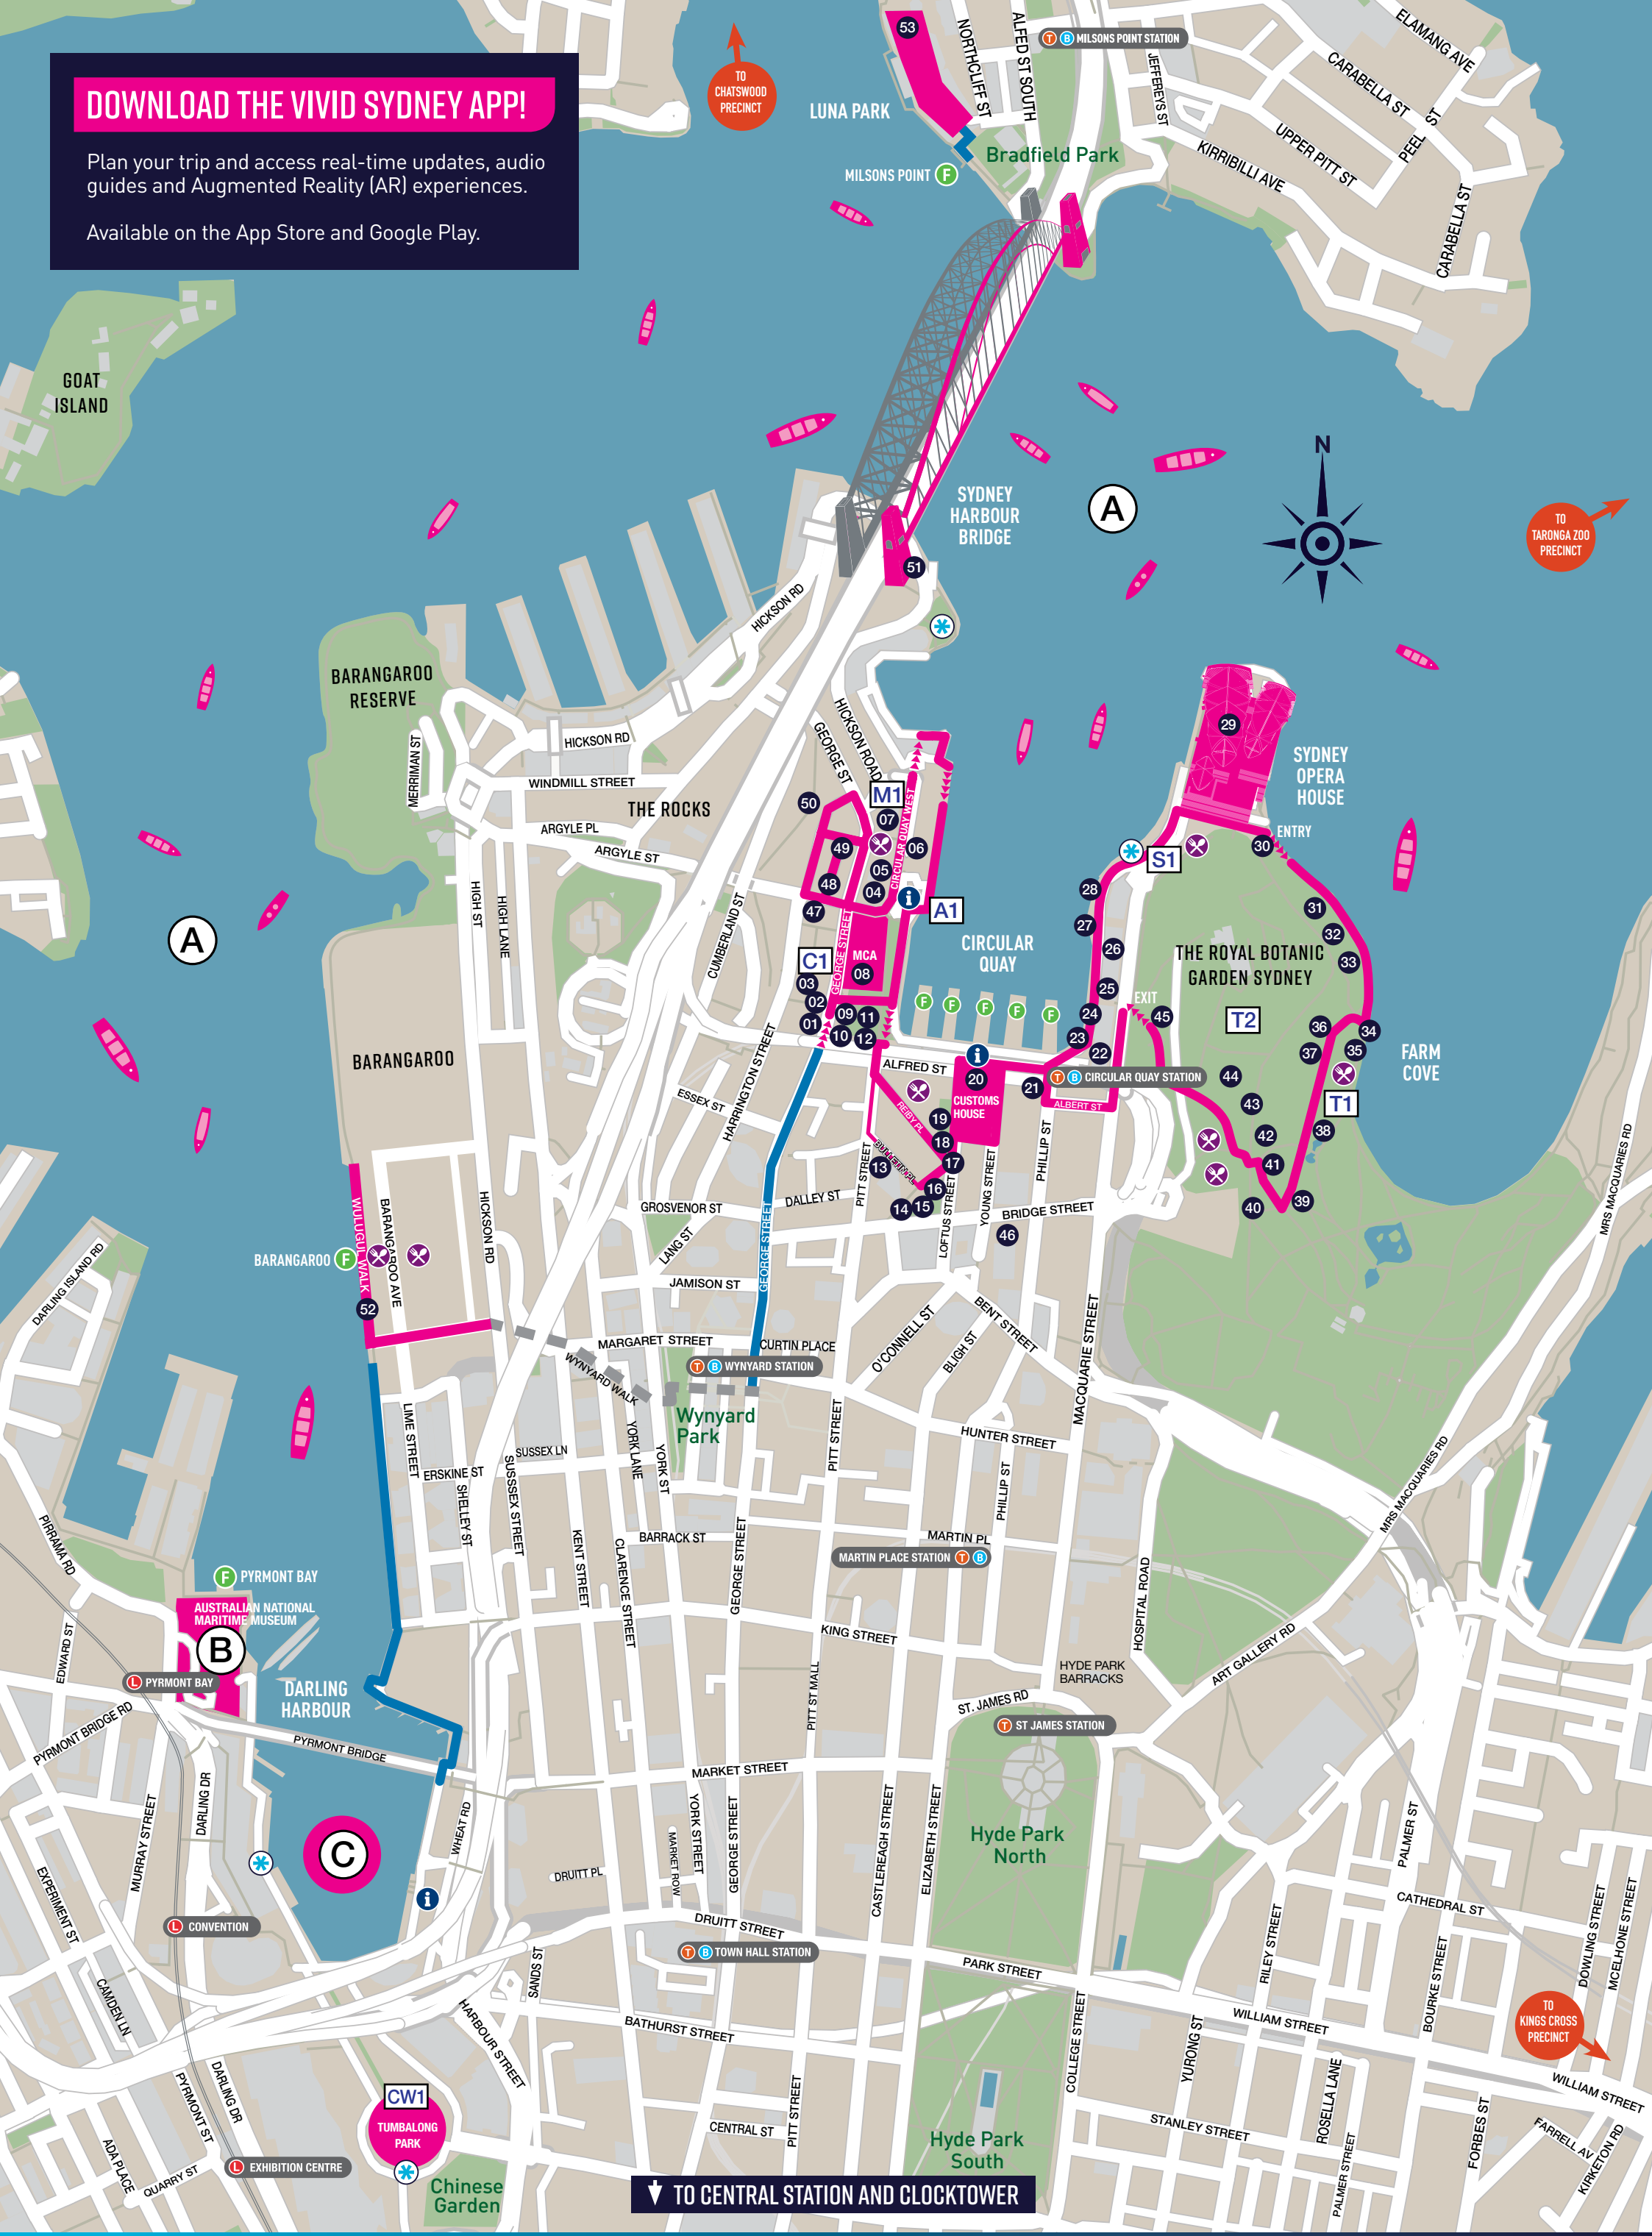 DOWNLOAD THE VIVID SYDNEY APP!
Plan your trip and access real-time updates, audio
guides and Augmented Reality (AR) experiences.
Available on the App Store and Google Play.
TO
CHATSWOOD
PRECINCT
53
LUNA PARK
MILSONS POINT F
NORTHCLIFF ST
ALFED ST SOUTH
T B MILSONS POINT STATION
JEFFEREYS ST
Bradfield Park
ELAMANG AVE
CARABELLA ST
PEEL ST
UPPER PITT ST
KIRRIBILLI AVE
CARABELLA ST
GOAT
ISLAND
SYDNEY
HARBOUR
BRIDGE
A
N
TO
TARONGA ZOO
PRECINCT
51
HICKSON RD
BARANGAROO
RESERVE
MERRIMAN ST
HICKSON RD
WINDMILL STREET
THE ROCKS
ARGYLE PL
ARGYLE ST
HICKSON ROAD
GEORGE ST
29
SYDNEY
OPERA
HOUSE
ENTRY
30
50
M1
07
49
06
05
48
04
47
CIRCULAR QUAY WEST
i
A1
S1
28
27
26
25
24
23
22
31
32
33
THE ROYAL BOTANIC
GARDEN SYDNEY
A
HIGH ST
HIGH LANE
CUMBERLAND ST
C1
GEORGE STREET
MCA
08
03
02
01
09
11
10
12
CIRCULAR
QUAY
F
F
F
F
F
EXIT
45
T2
36
34
37
35
FARM
COVE
T1
38
44
43
42
41
40
39
BARANGAROO
HARRINGTON STREET
ESSEX ST
ALFRED ST
i
20
CUSTOMS
HOUSE
21
T B CIRCULAR QUAY STATION
ALBERT ST
REIBY PL
19
18
17
BULLETIN PL
13
16
15
14
PITT STREET
LOFTUS STREET
YOUNG STREET
PHILLIP ST
BRIDGE STREET
46
MRS MACQUARIES RD
WULUGUL WALK
BARANGAROO AVE
HICKSON RD
BARANGAROO F
52
DARLING ISLAND RD
GROSVENOR ST
LANG ST
DALLEY ST
GEORGE STREET
JAMISON ST
MARGARET STREET
CURTIN PLACE
WYNYARD WALK
T B WYNYARD STATION
Wynyard
Park
O'CONNELL ST
BLIGH ST
BENT STREET
MACQUARIE STREET
HUNTER STREET
PITT STREET
PHILLIP ST
LIME STREET
ERSKINE ST
SHELLEY ST
SUSSEX LN
SUSSEX STREET
YORK LANE
YORK ST
KENT STREET
CLARENCE STREET
BARRACK ST
GEORGE STREET
MARTIN PL
MARTIN PLACE STATION T B
MRS MACQUARIES RD
PIRRAMA RD
F PYRMONT BAY
AUSTRALIAN NATIONAL
MARITIME MUSEUM
B
EDWARD ST
L PYRMONT BAY
DARLING
HARBOUR
PYRMONT BRIDGE RD
PYRMONT BRIDGE
KING STREET
PITT ST MALL
HOSPITAL ROAD
HYDE PARK
BARRACKS
ART GALLERY RD
ST. JAMES RD
T ST JAMES STATION
MARKET STREET
MURRAY STREET
DARLING DR
C
WHEAT RD
i
DRUITT PL
MARKET ROW
YORK STREET
GEORGE STREET
CASTLEREAGH STREET
ELIZABETH STREET
Hyde Park
North
PALMER ST
CATHEDRAL ST
EXPERIMENT ST
L CONVENTION
DRUITT STREET
T B TOWN HALL STATION
PARK STREET
RILEY STREET
BOURKE STREET
DOWLING STREET
MCELHONE STREET
CAMDEN LN
SANDS ST
HARBOUR STREET
BATHURST STREET
COLLEGE STREET
YURONG ST
WILLIAM STREET
TO
KINGS CROSS
PRECINCT
WILLIAM STREET
PYRMONT ST
DARLING DR
CW1
TUMBALONG
PARK
CENTRAL ST
PITT STREET
Hyde Park
South
STANLEY STREET
ROSELLA LANE
PALMER STREET
FORBES ST
FARRELL AV
KIRKETON RD
ADA PLACE
QUARRY ST
L EXHIBITION CENTRE
Chinese
Garden
TO CENTRAL STATION AND CLOCKTOWER